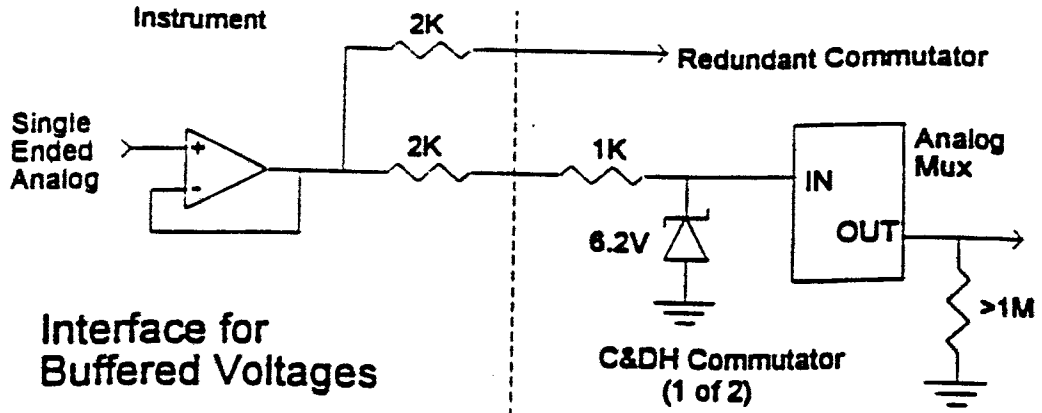 Instrument
2K
Redundant Commutator
Single
Ended
Analog
+
-
2K
1K
6.2V
IN
OUT
Analog
Mux
>1M
Interface for
Buffered Voltages
C&DH Commutator
(1 of 2)